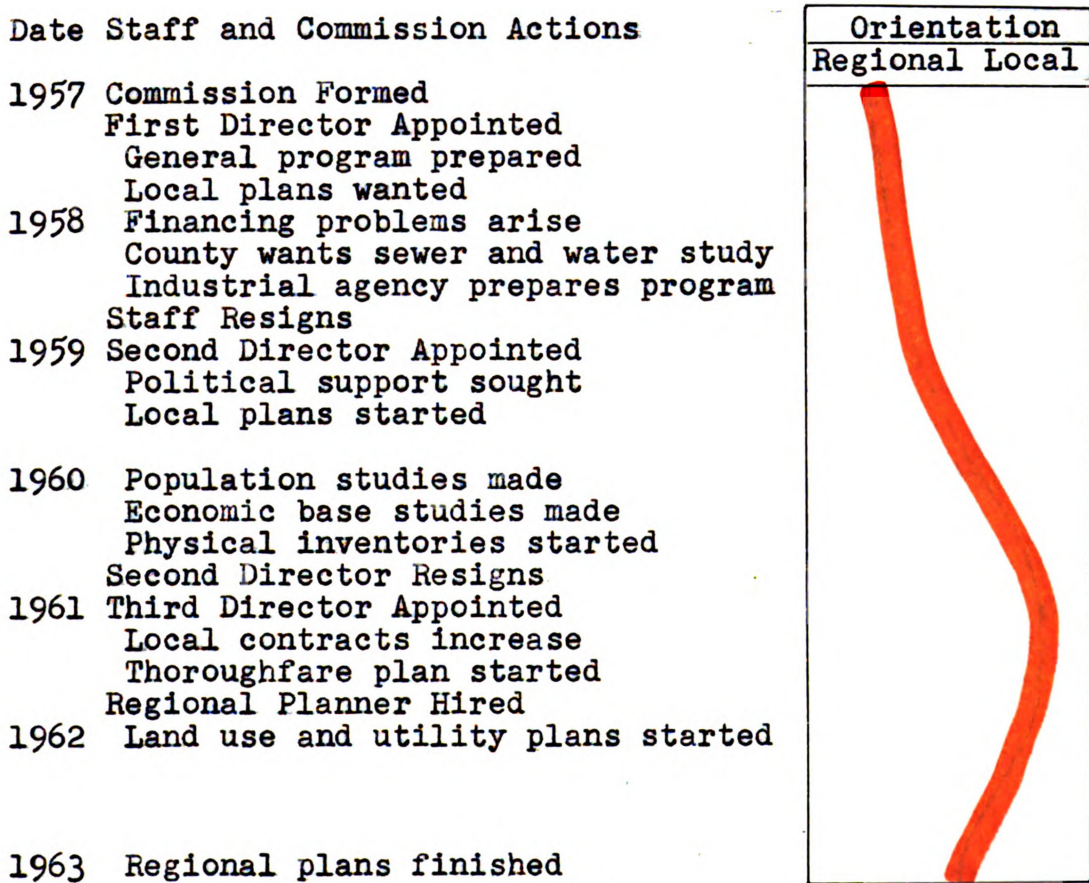 Date Staff and Commission Actions
Orientation
Regional Local
1957 Commission Formed
First Director Appointed
General program prepared
Local plans wanted
1958 Financing problems arise
County wants sewer and water study
Industrial agency prepares program
Staff Resigns
1959 Second Director Appointed
Political support sought
Local plans started
1960 Population studies made
Economic base studies made
Physical inventories started
Second Director Resigns
1961 Third Director Appointed
Local contracts increase
Thoroughfare plan started
Regional Planner Hired
1962 Land use and utility plans started
1963 Regional plans finished